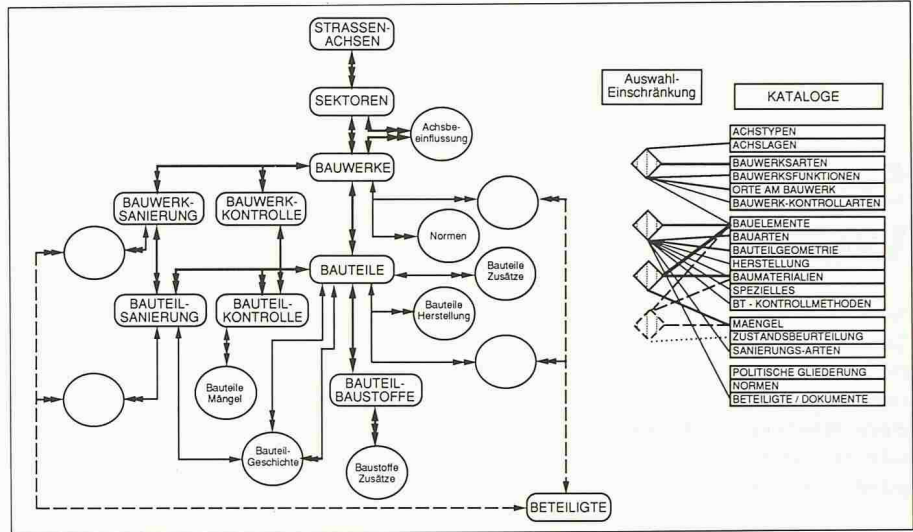 STRASSEN-
ACHSEN
SEKTOREN
Achsbe-
einflussung
BAUWERKE
BAUWERK-
SANIERUNG
BAUWERK-
KONTROLLE
Normen
BAUTEILE
Bauteile
Zusätze
BAUTEIL-
SANIERUNG
BAUTEIL-
KONTROLLE
Bauteile
Herstellung
Bauteile
Mängel
BAUTEIL-
BAUSTOFFE
Bauteil-
Geschichte
Baustoffe
Zusätze
BETEILIGTE
Auswahl-
Einschränkung
KATALOGE
ACHSTYPEN
ACHSLAGEN
BAUWERKSARTEN
BAUWERKSFUNKTIONEN
ORTE AM BAUWERK
BAUWERK-KONTROLLARTEN
BAUELEMENTE
BAUARTEN
BAUTEILGEOMETRIE
HERSTELLUNG
BAUMATERIALIEN
SPEZIELLES
BT - KONTROLLMETHODEN
MAENGEL
ZUSTANDSBEURTEILUNG
SANIERUNGS-ARTEN
POLITISCHE GLIEDERUNG
NORMEN
BETEILIGTE / DOKUMENTE